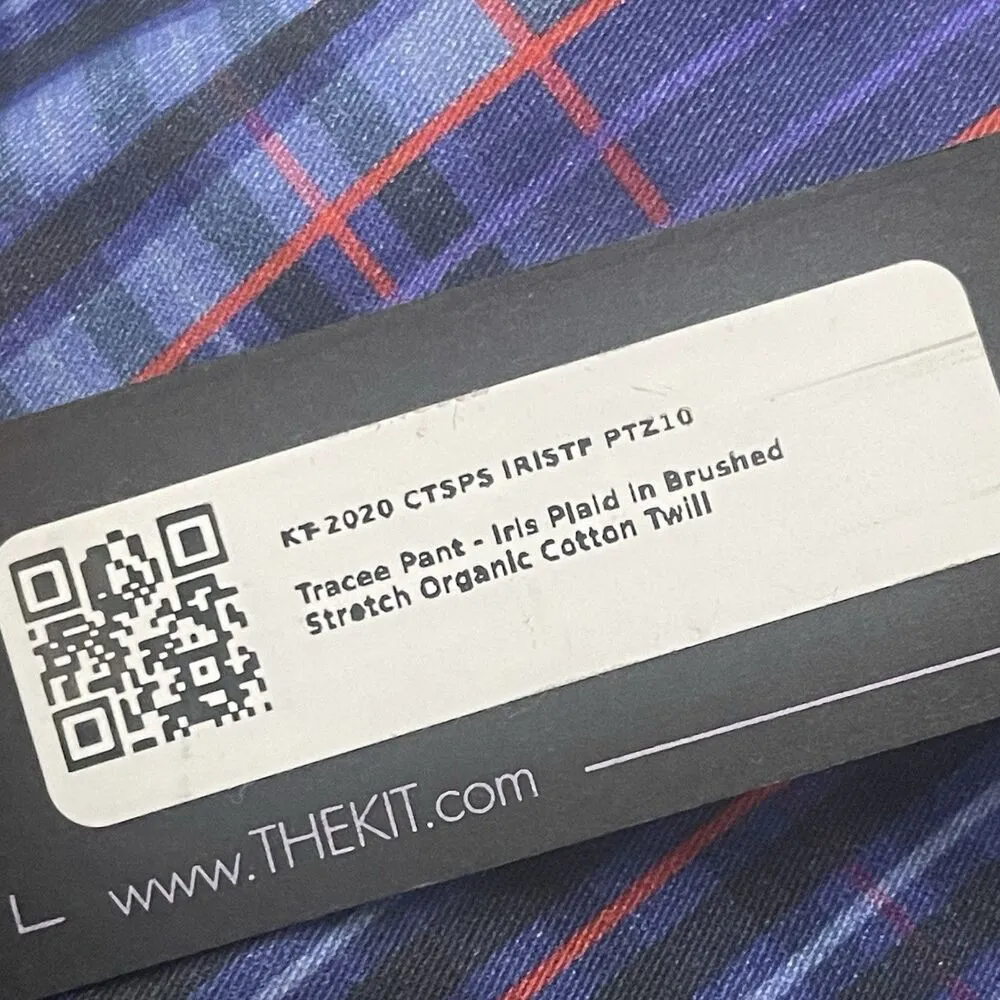 KF-2020 CTSPS IRISTF PTZ10
Tracee Pant - Iris Plaid in Brushed
Stretch Organic Cotton Twill
www.THEKIT.com
L